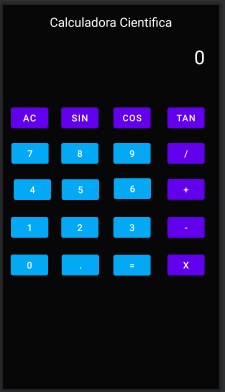 Calculadora Cientifica
0
AC SIN COS TAN
7 8 9 /
4 5 6 +
1 2 3 -
0 . = X